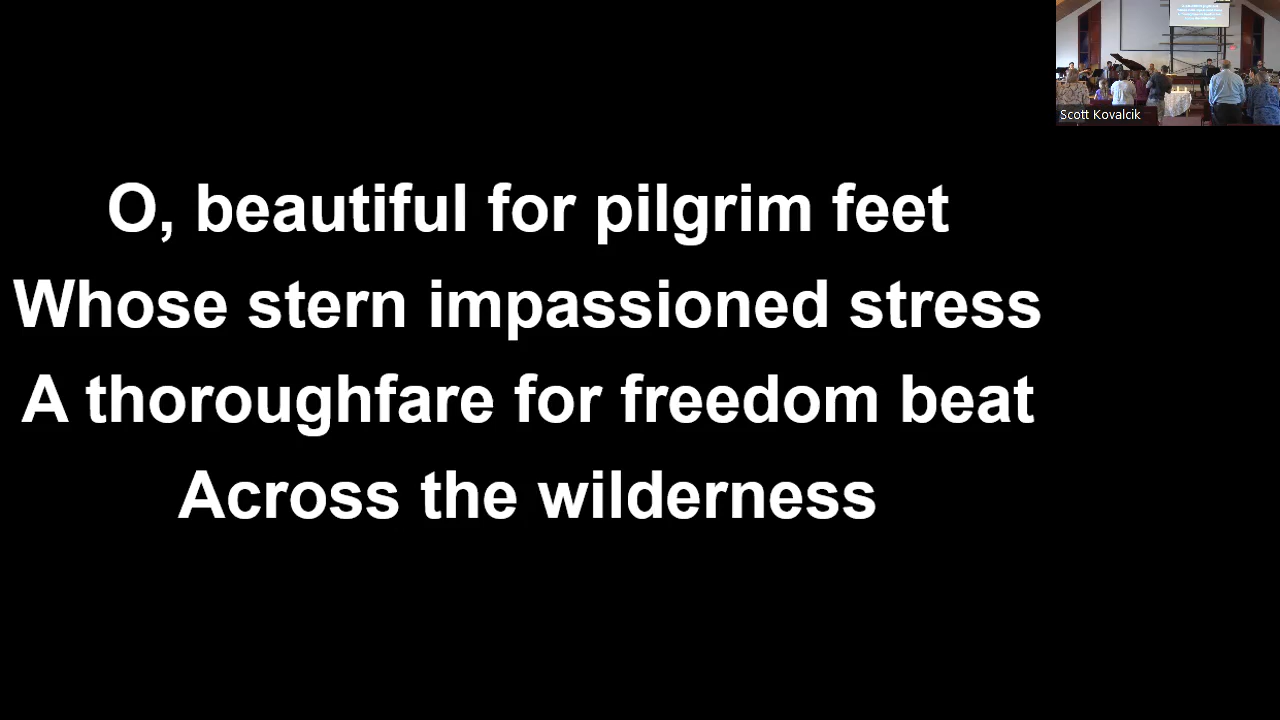 O, beautiful for pilgrim feet
Whose stern impassioned stress
A thoroughfare for freedom beat
Across the wilderness
Scott Kovalcik